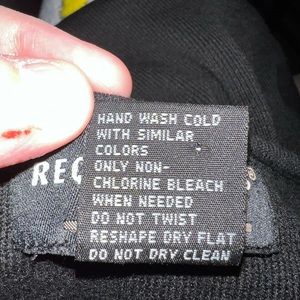 HAND WASH COLD
WITH SIMILAR
COLORS
ONLY NON-
CHLORINE BLEACH
WHEN NEEDED
DO NOT TWIST
RESHAPE DRY FLAT
DO NOT DRY CLEAN